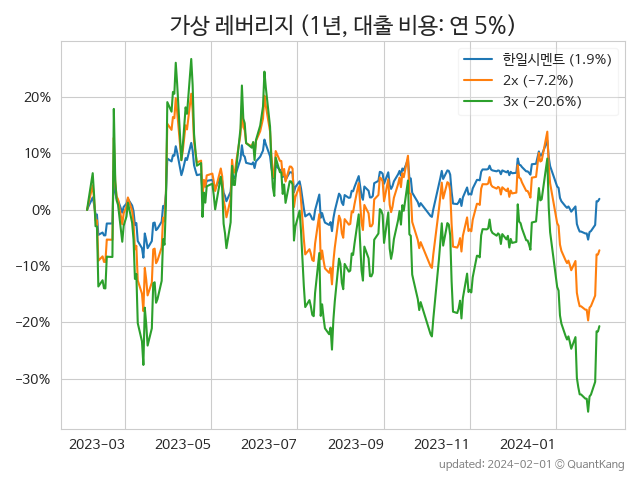 가상 레버리지 (1년, 대출 비용: 연 5%)
한일시멘트 (1.9%)
2x (−7.2%)
3x (−20.6%)
20%
10%
0%
−10%
−20%
−30%
2023−03 2023−05 2023−07 2023−09 2023−11 2024−01
updated: 2024−02−01 © QuantKang